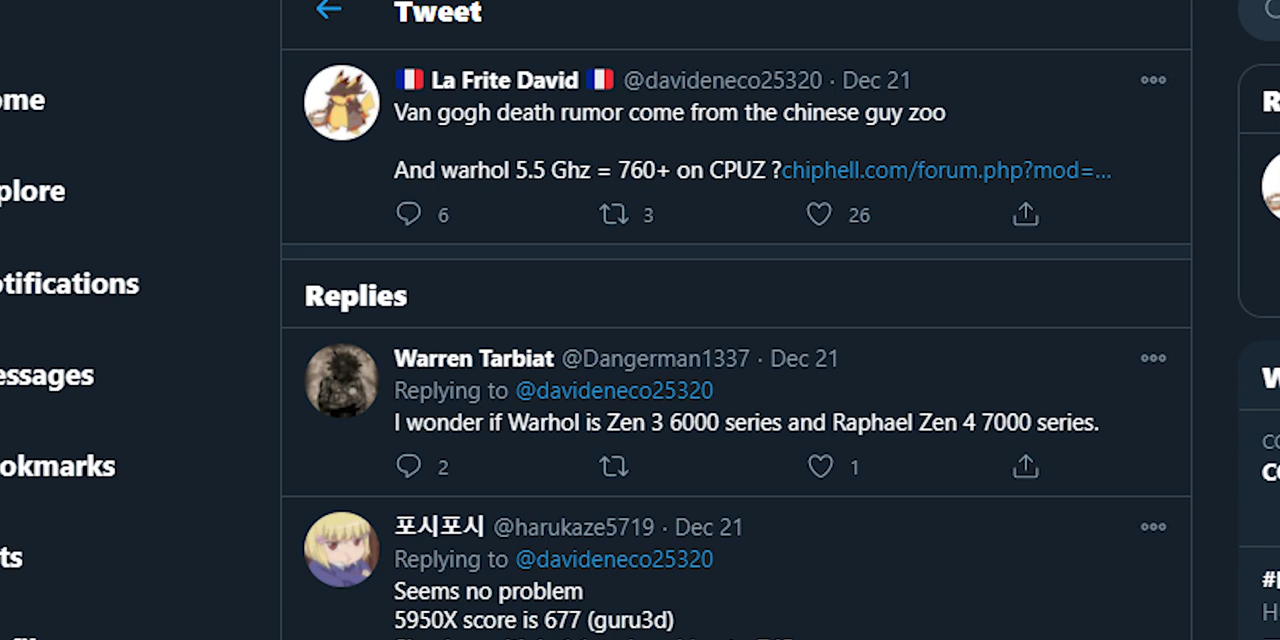 Tweet
🇫🇷 La Frite David 🇫🇷 @davideneco25320 · Dec 21
Van gogh death rumor come from the chinese guy zoo
And warhol 5.5 Ghz = 760+ on CPUZ ?chiphell.com/forum.php?mod=...
6 3 26
Replies
Warren Tarbiat @Dangerman1337 · Dec 21
Replying to @davideneco25320
I wonder if Warhol is Zen 3 6000 series and Raphael Zen 4 7000 series.
2 1
포시포시 @harukaze5719 · Dec 21
Replying to @davideneco25320
Seems no problem
5950X score is 677 (guru3d)
ome
plore
otifications
essages
okmarks
ts
R
W
CO
#
H